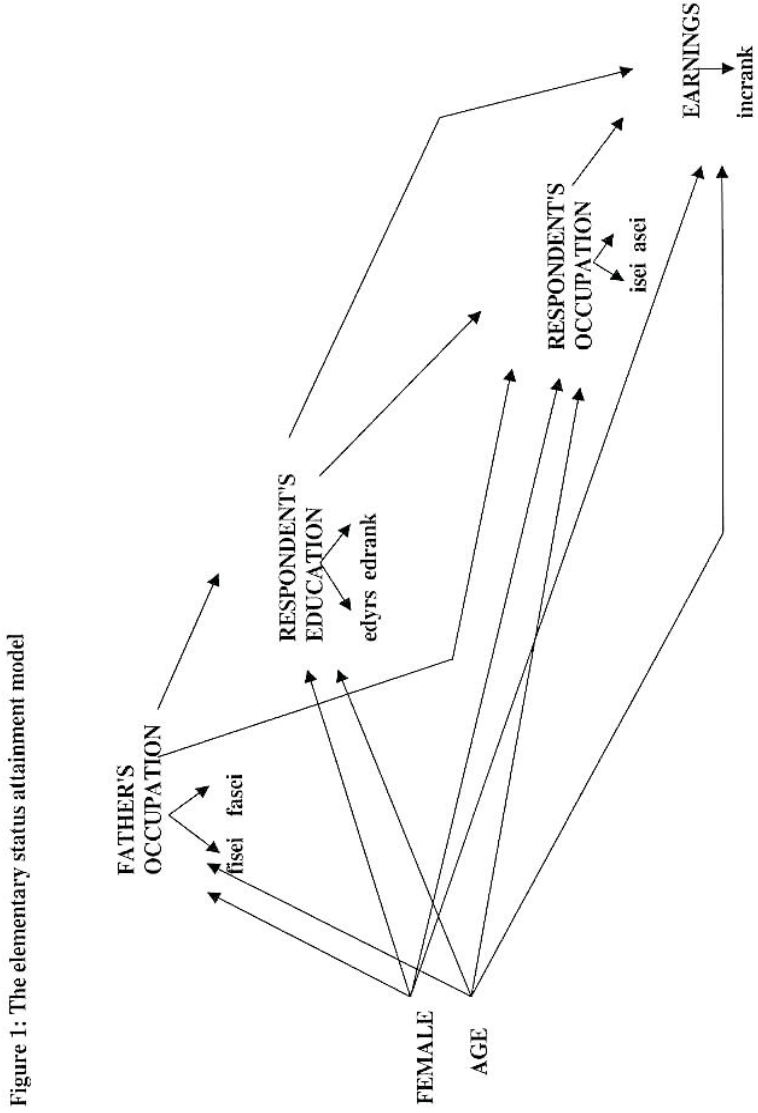 Figure 1: The elementary status attainment model
FATHER'S
OCCUPATION
fisei fasei
RESPONDENT'S
EDUCATION
edyrs edrank
RESPONDENT'S
OCCUPATION
isei asei
EARNINGS
incrank
FEMALE
AGE